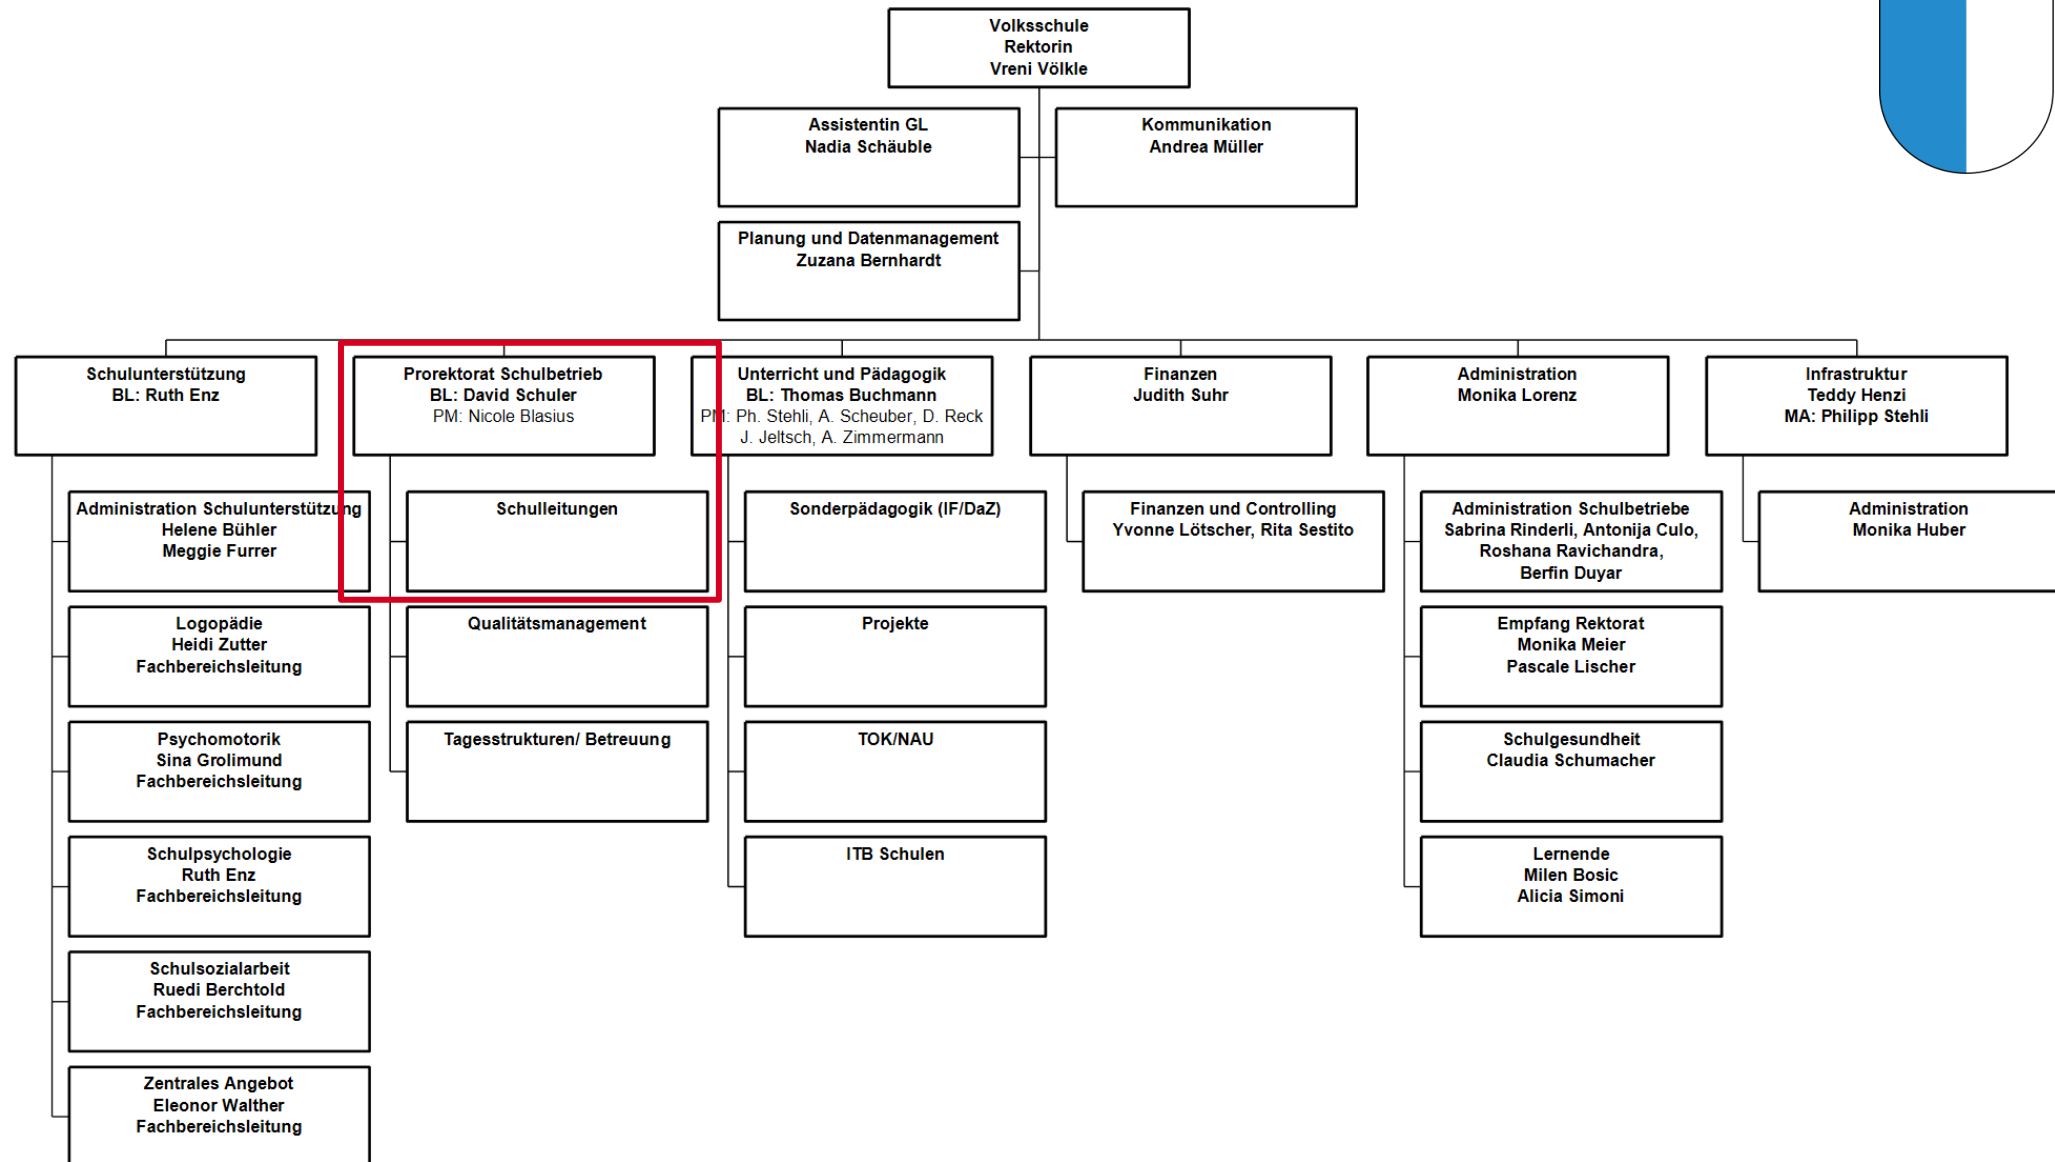 Volksschule
Rektorin
Vreni Völkle
Assistentin GL
Nadia Schäuble
Kommunikation
Andrea Müller
Planung und Datenmanagement
Zuzana Bernhardt
Schulunterstützung
BL: Ruth Enz
Prorektorat Schulbetrieb
BL: David Schuler
PM: Nicole Blasius
Unterricht und Pädagogik
BL: Thomas Buchmann
PM: Ph. Stehli, A. Scheuber, D. Reck
J. Jeltsch, A. Zimmermann
Finanzen
Judith Suhr
Administration
Monika Lorenz
Infrastruktur
Teddy Henzi
MA: Philipp Stehli
Administration Schulunterstützung
Helene Bühler
Meggie Furrer
Logopädie
Heidi Zutter
Fachbereichsleitung
Psychomotorik
Sina Grolimund
Fachbereichsleitung
Schulpsychologie
Ruth Enz
Fachbereichsleitung
Schulsozialarbeit
Ruedi Berchtold
Fachbereichsleitung
Zentrales Angebot
Eleonor Walther
Fachbereichsleitung
Schulleitungen
Qualitätsmanagement
Tagesstrukturen/ Betreuung
Sonderpädagogik (IF/DaZ)
Projekte
TOK/NAU
ITB Schulen
Finanzen und Controlling
Yvonne Lötscher, Rita Sestito
Administration Schulbetriebe
Sabrina Rinderli, Antonija Culo,
Roshana Ravichandra,
Berfin Duyar
Empfang Rektorat
Monika Meier
Pascale Lischer
Schulgesundheit
Claudia Schumacher
Lernende
Milen Bosic
Alicia Simoni
Administration
Monika Huber